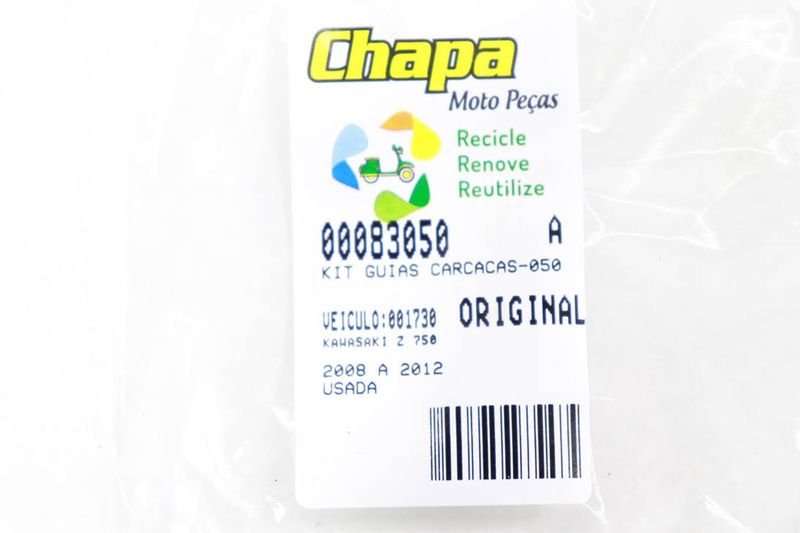 Chapa
Moto Peças
Recicle
Renove
Reutilize
00083050 A
KIT GUIAS CARCACAS-050
VEICULO:001730 ORIGINAL
KAWASAKI Z 750
2008 A 2012
USADA